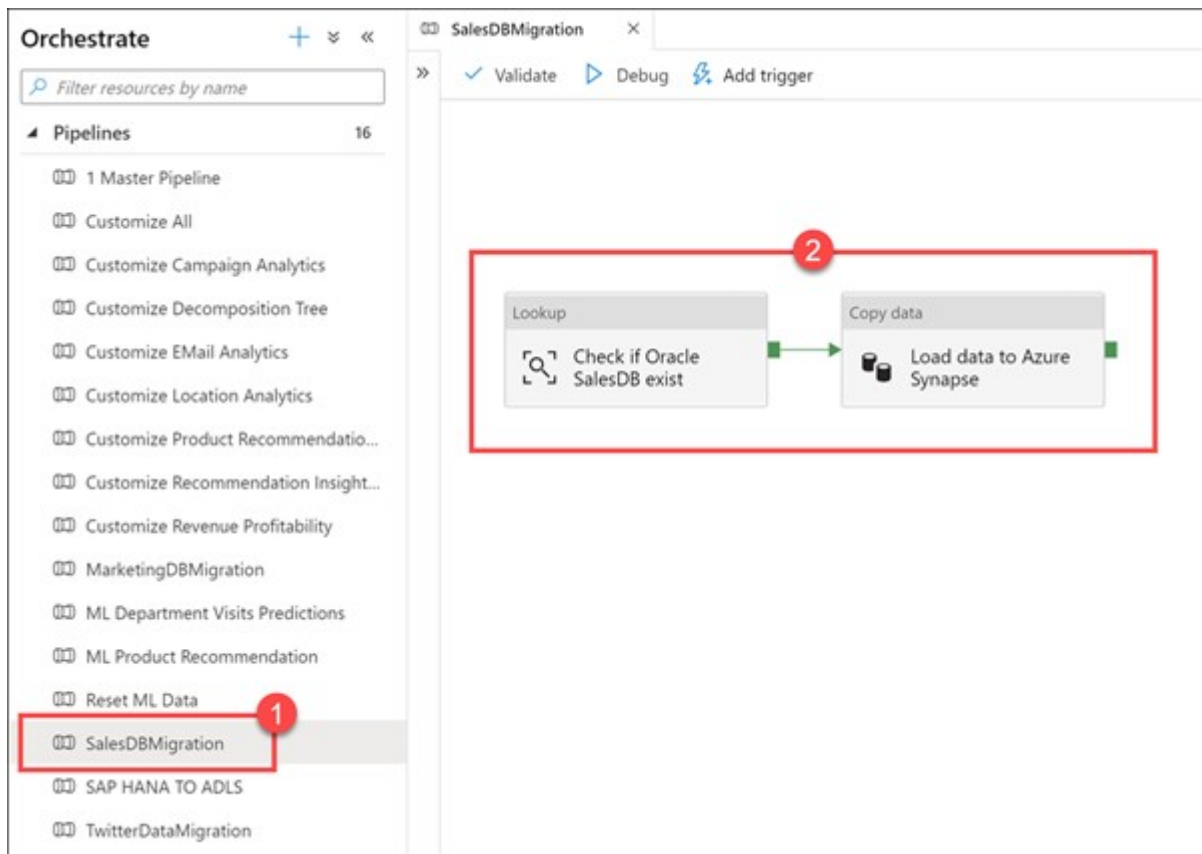 Orchestrate
Filter resources by name
Pipelines 16
1 Master Pipeline
Customize All
Customize Campaign Analytics
Customize Decomposition Tree
Customize EMail Analytics
Customize Location Analytics
Customize Product Recommendatio...
Customize Recommendation Insight...
Customize Revenue Profitability
MarketingDBMigration
ML Department Visits Predictions
ML Product Recommendation
Reset ML Data
1
SalesDBMigration
SAP HANA TO ADLS
TwitterDataMigration
SalesDBMigration
Validate Debug Add trigger
2
Lookup
Check if Oracle
SalesDB exist
Copy data
Load data to Azure
Synapse